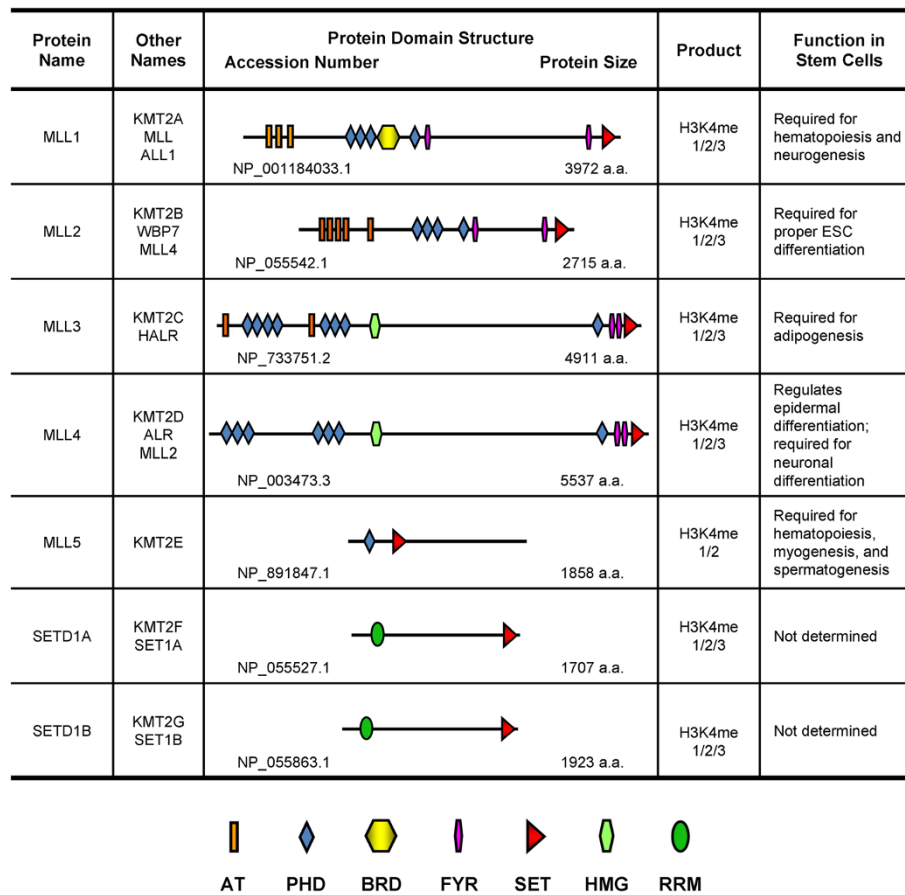 Protein Name
Other Names
Protein Domain Structure
Accession Number
Protein Size
Product
Function in Stem Cells
MLL1
KMT2A
MLL
ALL1
NP_001184033.1
3972 a.a.
H3K4me
1/2/3
Required for
hematopoiesis and
neurogenesis
MLL2
KMT2B
WBP7
MLL4
NP_055542.1
2715 a.a.
H3K4me
1/2/3
Required for
proper ESC
differentiation
MLL3
KMT2C
HALR
NP_733751.2
4911 a.a.
H3K4me
1/2/3
Required for
adipogenesis
MLL4
KMT2D
ALR
MLL2
NP_003473.3
5537 a.a.
H3K4me
1/2/3
Regulates
epidermal
differentiation;
required for
neuronal
differentiation
MLL5
KMT2E
NP_891847.1
1858 a.a.
H3K4me
1/2
Required for
hematopoiesis,
myogenesis, and
spermatogenesis
SETD1A
KMT2F
SET1A
NP_055527.1
1707 a.a.
H3K4me
1/2/3
Not determined
SETD1B
KMT2G
SET1B
NP_055863.1
1923 a.a.
H3K4me
1/2/3
Not determined
AT PHD BRD FYR SET HMG RRM